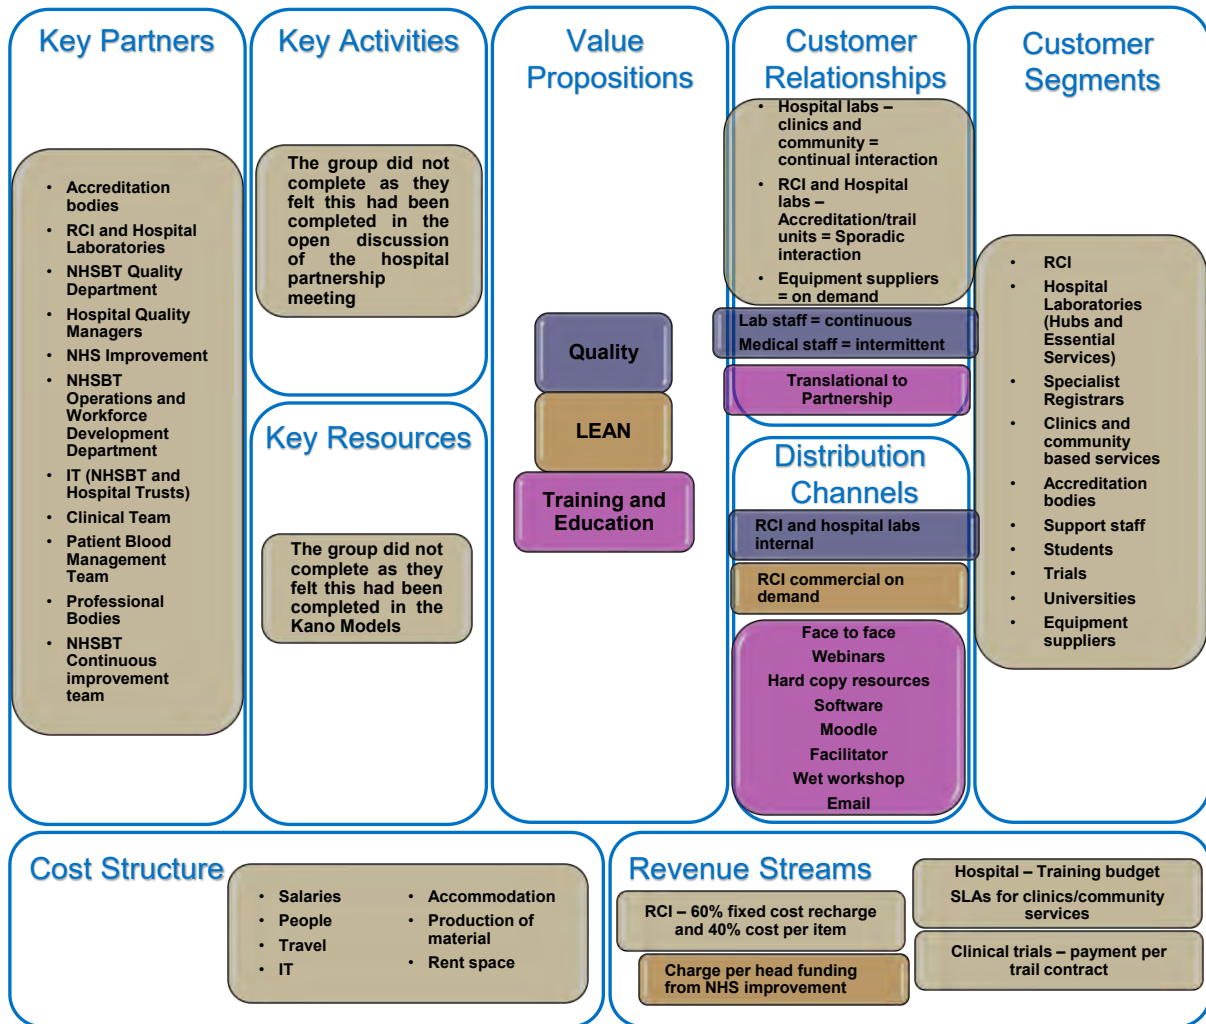 Key Partners
• Accreditation
bodies
• RCI and Hospital
Laboratories
• NHSBT Quality
Department
• Hospital Quality
Managers
• NHS Improvement
• NHSBT
Operations and
Workforce
Development
Department
• IT (NHSBT and
Hospital Trusts)
• Clinical Team
• Patient Blood
Management
Team
• Professional
Bodies
• NHSBT
Continuous
improvement
team
Key Activities
The group did not
complete as they
felt this had been
completed in the
open discussion
of the hospital
partnership
meeting
Key Resources
The group did not
complete as they
felt this had been
completed in the
Kano Models
Value
Propositions
Quality
LEAN
Training and
Education
Customer
Relationships
• Hospital labs –
clinics and
community =
continual interaction
• RCI and Hospital
labs –
Accreditation/trail
units = Sporadic
interaction
• Equipment suppliers
= on demand
Lab staff = continuous
Medical staff = intermittent
Translational to
Partnership
Distribution
Channels
RCI and hospital labs
internal
RCI commercial on
demand
Face to face
Webinars
Hard copy resources
Software
Moodle
Facilitator
Wet workshop
Email
Customer
Segments
• RCI
• Hospital
Laboratories
(Hubs and
Essential
Services)
• Specialist
Registrars
• Clinics and
community
based services
• Accreditation
bodies
• Support staff
• Students
• Trials
• Universities
• Equipment
suppliers
Cost Structure
• Salaries
• People
• Travel
• IT
• Accommodation
• Production of
material
• Rent space
Revenue Streams
RCI – 60% fixed cost recharge
and 40% cost per item
Charge per head funding
from NHS improvement
Hospital – Training budget
SLAs for clinics/community
services
Clinical trials – payment per
trail contract